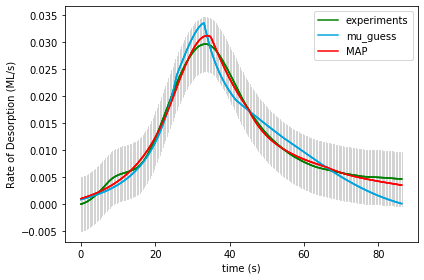 experiments
mu_guess
MAP
Rate of Desorption (ML/s)
0.035
0.030
0.025
0.020
0.015
0.010
0.005
0.000
−0.005
0 20 40 60 80
time (s)